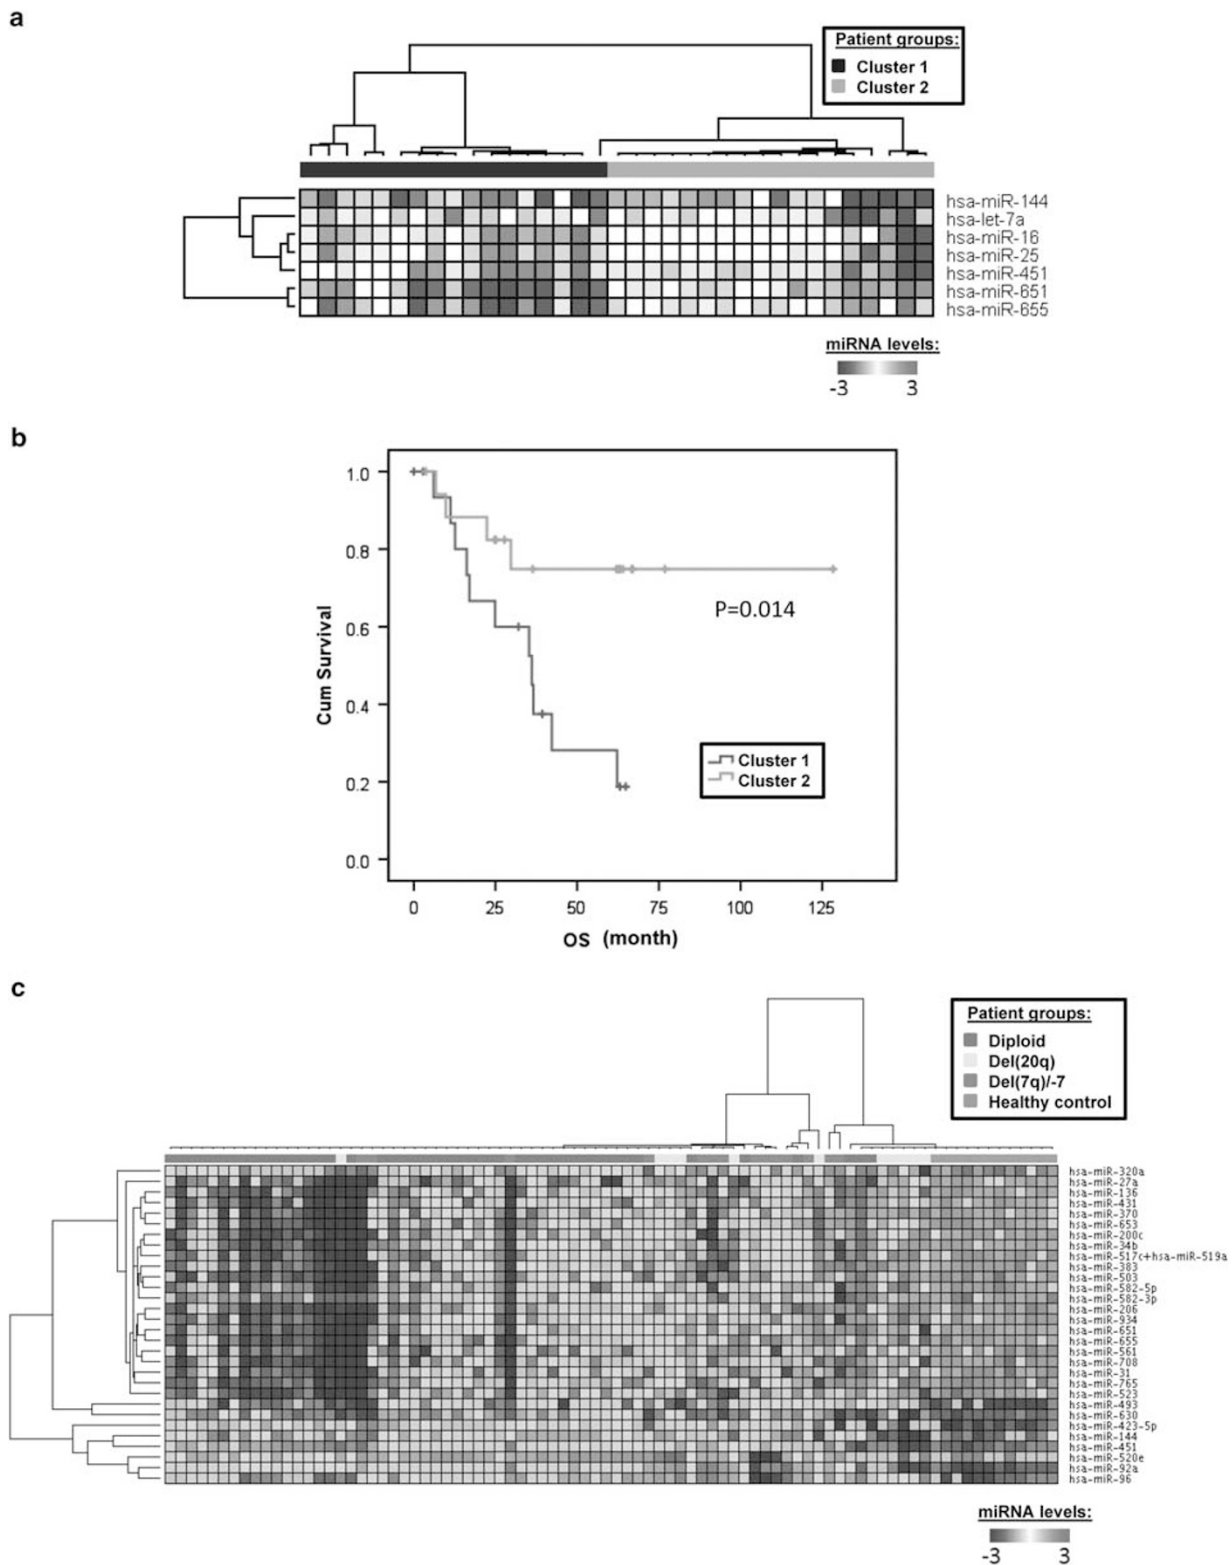 a
Patient groups:
Cluster 1
Cluster 2
hsa-miR-144
hsa-let-7a
hsa-miR-16
hsa-miR-25
hsa-miR-451
hsa-miR-651
hsa-miR-655
miRNA levels:
-3 3
b
1.0
0.8
0.6
0.4
0.2
0.0
Cum Survival
P=0.014
Cluster 1
Cluster 2
0 25 50 75 100 125
OS (month)
c
Patient groups:
Diploid
Del(20q)
Del(7q)/-7
Healthy control
hsa-miR-320a
hsa-miR-27a
hsa-miR-136
hsa-miR-431
hsa-miR-370
hsa-miR-653
hsa-miR-200c
hsa-miR-34b
hsa-miR-517c+hsa-miR-519a
hsa-miR-383
hsa-miR-503
hsa-miR-582-5p
hsa-miR-582-3p
hsa-miR-206
hsa-miR-934
hsa-miR-651
hsa-miR-655
hsa-miR-561
hsa-miR-708
hsa-miR-31
hsa-miR-765
hsa-miR-523
hsa-miR-493
hsa-miR-630
hsa-miR-423-5p
hsa-miR-144
hsa-miR-451
hsa-miR-520e
hsa-miR-92a
hsa-miR-96
miRNA levels:
-3 3